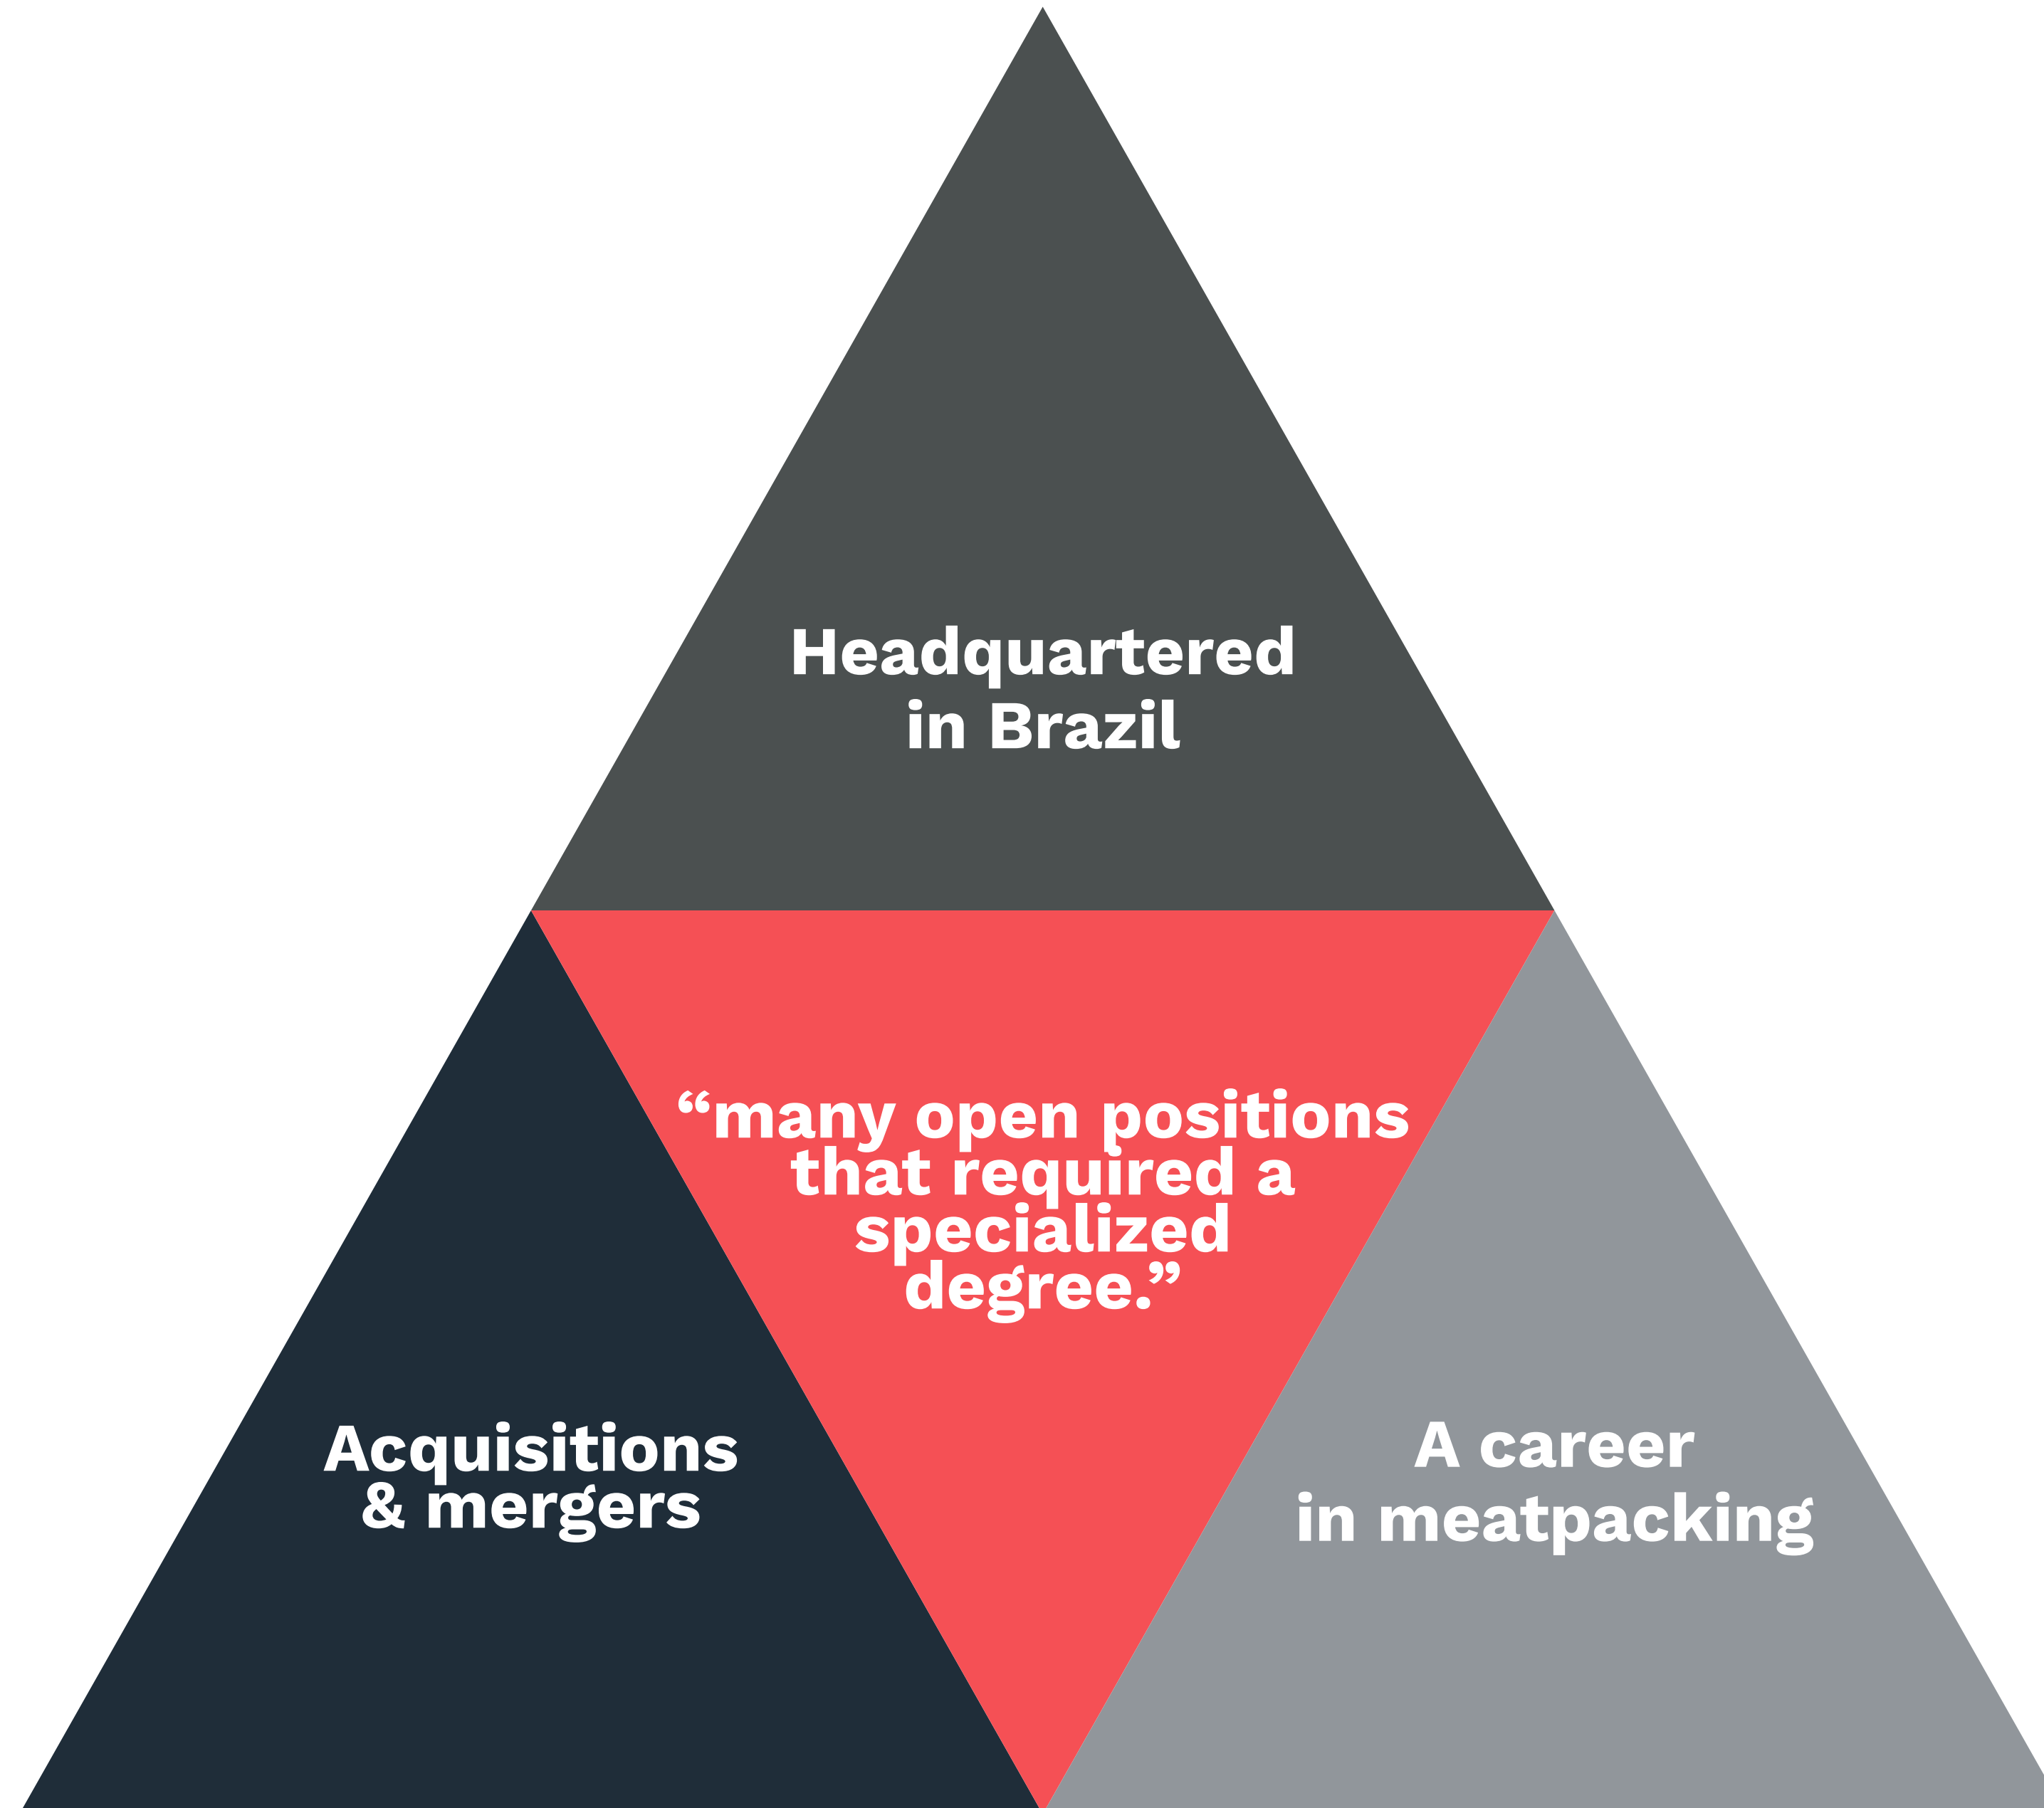 Headquartered
in Brazil
“many open positions
that required a
specialized
degree.”
Acquisitions
& mergers
A career
in meatpacking